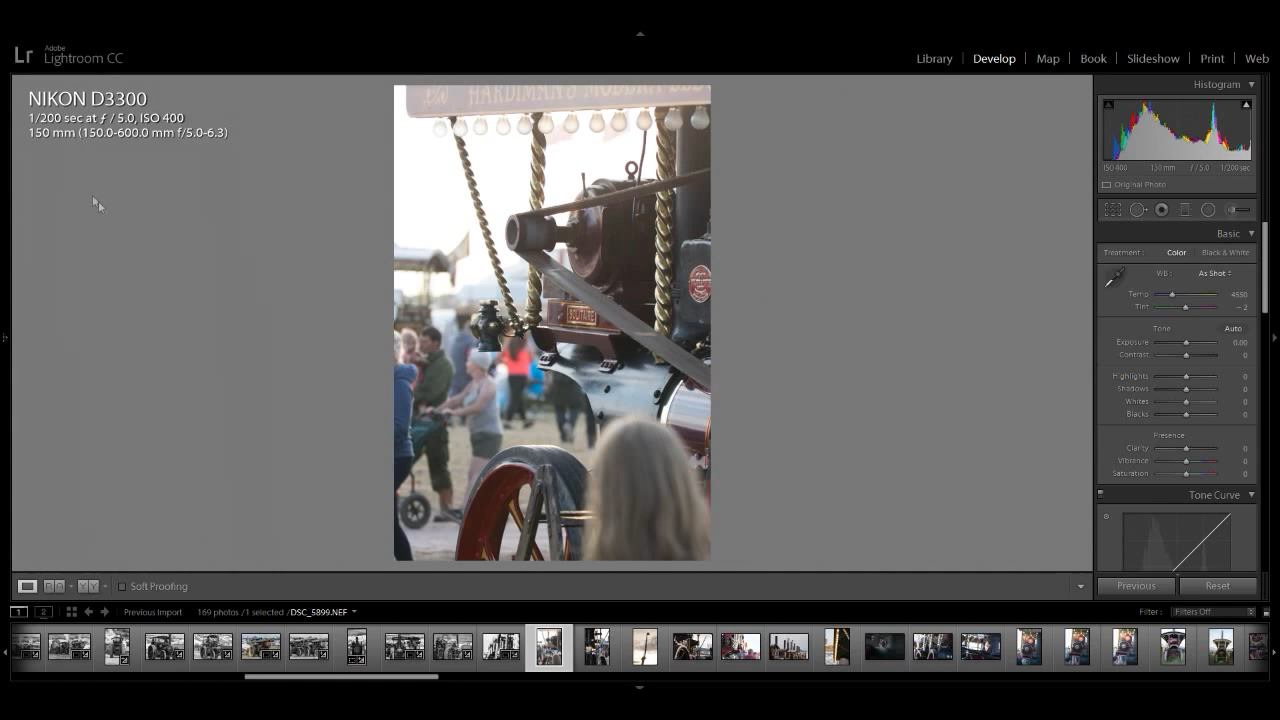 Lr Adobe Lightroom CC
Library | Develop | Map | Book | Slideshow | Print | Web
NIKON D3300
1/200 sec at ƒ / 5.0, ISO 400
150 mm (150.0-600.0 mm f/5.0-6.3)
HARDIMAN'S MODERN
SOLITAIRE
Histogram
ISO 400 150 mm ƒ / 5.0 1/200 sec
Original Photo
Basic
Treatment : Color Black & White
WB : As Shot
Temp 4550
Tint - 2
Tone Auto
Exposure 0.00
Contrast 0
Highlights 0
Shadows 0
Whites 0
Blacks 0
Presence
Clarity 0
Vibrance 0
Saturation 0
Tone Curve
Previous Reset
Soft Proofing
1 2 Previous Import 169 photos / 1 selected / DSC_5899.NEF Filter : Filters Off